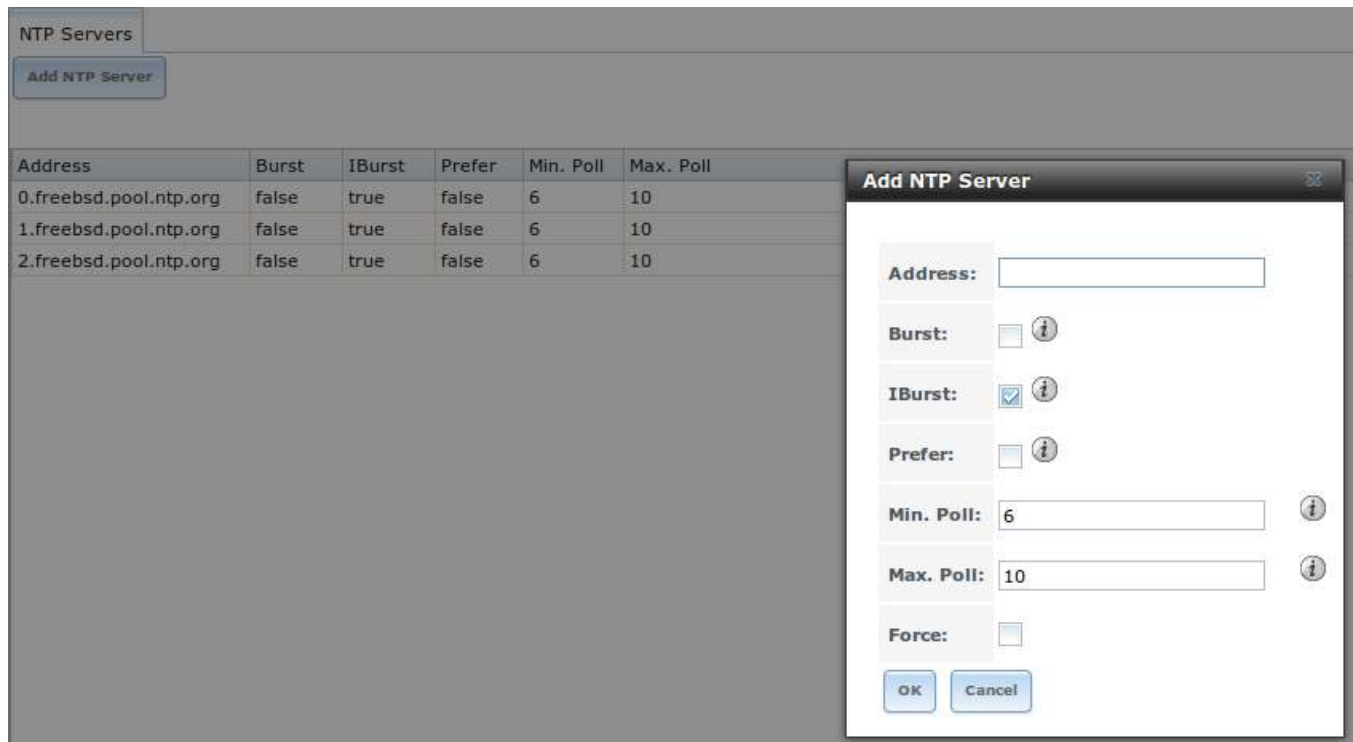 NTP Servers
Add NTP Server
Address Burst IBurst Prefer Min. Poll Max. Poll
0.freebsd.pool.ntp.org false true false 6 10
1.freebsd.pool.ntp.org false true false 6 10
2.freebsd.pool.ntp.org false true false 6 10
Add NTP Server
Address:
Burst:
IBurst:
Prefer:
Min. Poll: 6
Max. Poll: 10
Force:
OK Cancel